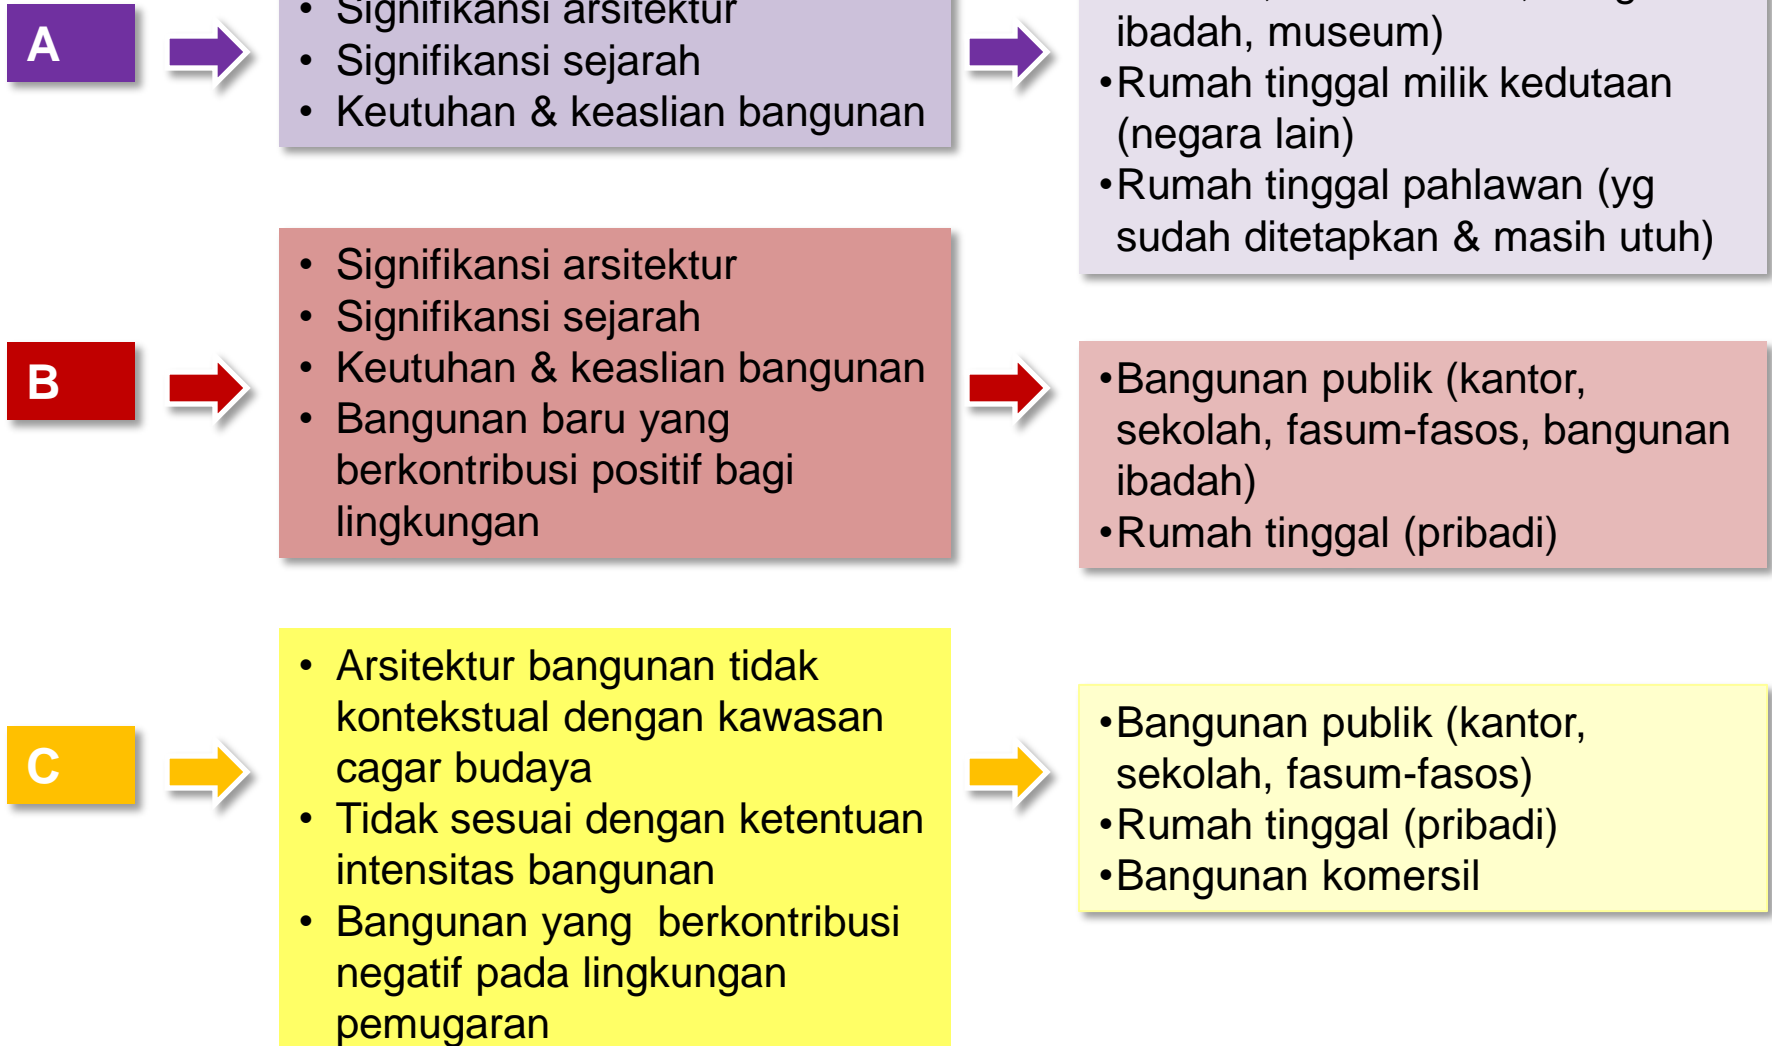 A
• Signifikansi arsitektur
• Signifikansi sejarah
• Keutuhan & keaslian bangunan
ibadah, museum)
•Rumah tinggal milik kedutaan
(negara lain)
•Rumah tinggal pahlawan (yg
sudah ditetapkan & masih utuh)
B
• Signifikansi arsitektur
• Signifikansi sejarah
• Keutuhan & keaslian bangunan
• Bangunan baru yang
berkontribusi positif bagi
lingkungan
•Bangunan publik (kantor,
sekolah, fasum-fasos, bangunan
ibadah)
•Rumah tinggal (pribadi)
C
• Arsitektur bangunan tidak
kontekstual dengan kawasan
cagar budaya
• Tidak sesuai dengan ketentuan
intensitas bangunan
• Bangunan yang  berkontribusi
negatif pada lingkungan
pemugaran
•Bangunan publik (kantor,
sekolah, fasum-fasos)
•Rumah tinggal (pribadi)
•Bangunan komersil